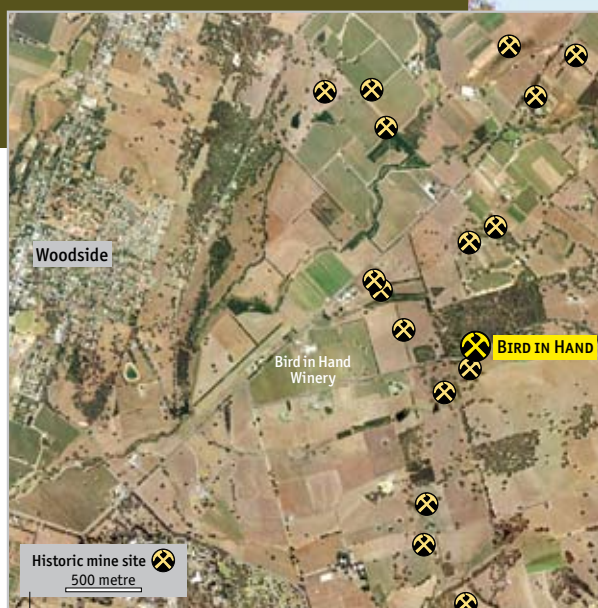 Woodside
BIRD IN HAND
Bird in Hand
Winery
Historic mine site
500 metre